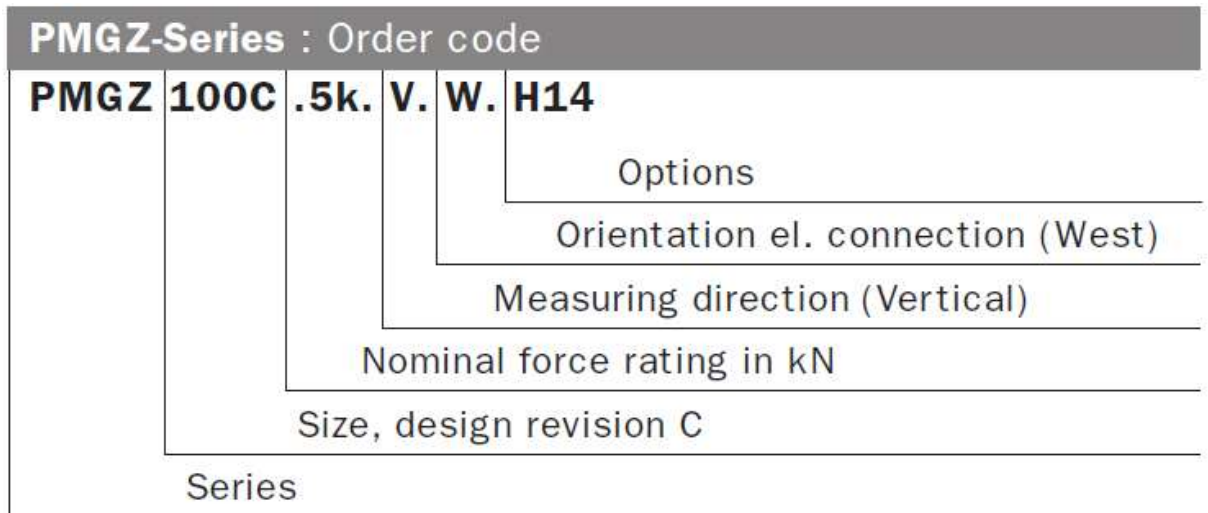 PMGZ-Series : Order code
PMGZ 100C .5k. V. W. H14
Options
Orientation el. connection (West)
Measuring direction (Vertical)
Nominal force rating in kN
Size, design revision C
Series